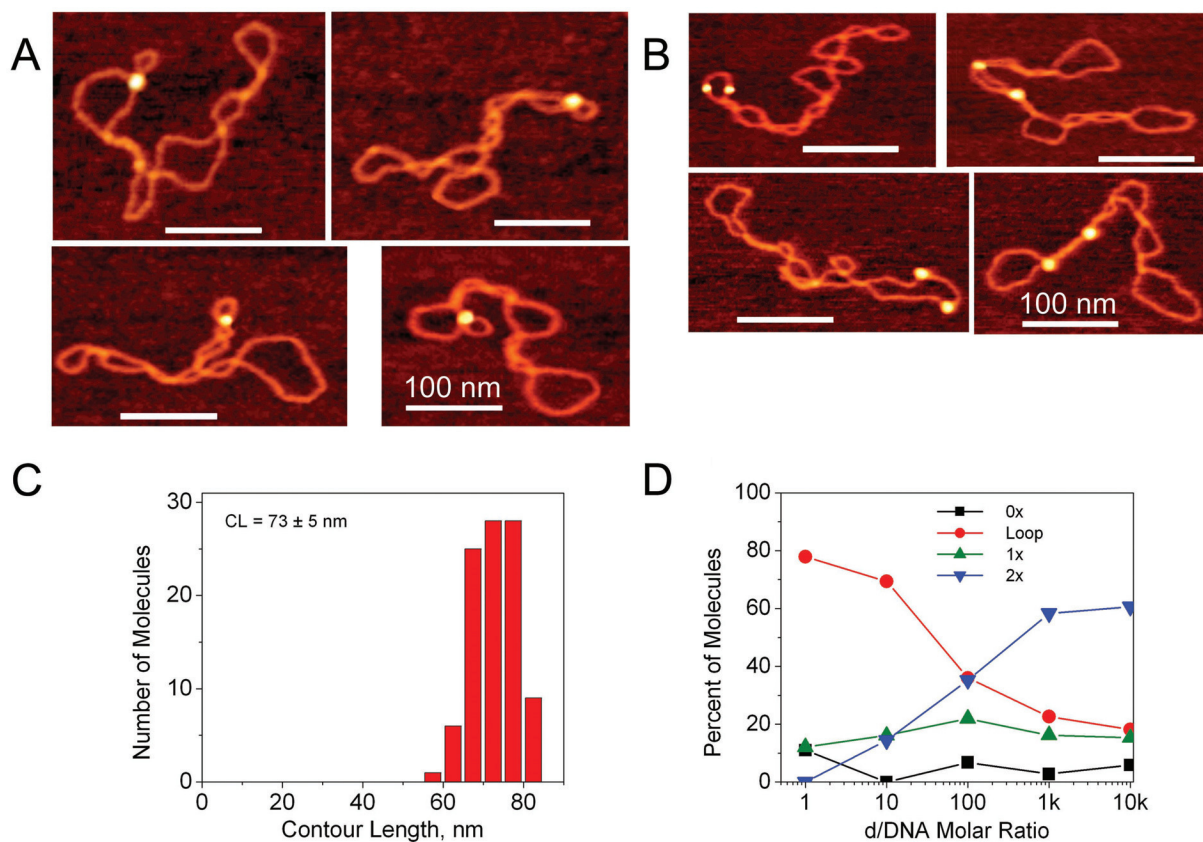 A
B
100 nm
100 nm
C
30
20
10
0
CL = 73 ± 5 nm
Number of Molecules
0 20 40 60 80
Contour Length, nm
D
100
80
60
40
20
0
0x
Loop
1x
2x
Percent of Molecules
1 10 100 1k 10k
d/DNA Molar Ratio